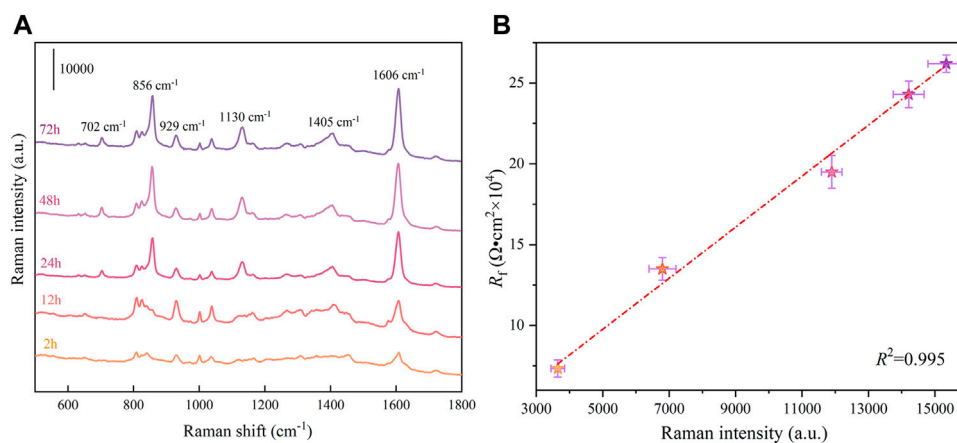 A
10000
856 cm-1
1606 cm-1
702 cm-1
929 cm-1
1130 cm-1
1405 cm-1
72h
48h
24h
12h
2h
Raman intensity (a.u.)
600 800 1000 1200 1400 1600 1800
Raman shift (cm-1)
B
25
20
15
10
Rf (Ω•cm2×104)
R2=0.995
3000 5000 7000 9000 11000 13000 15000
Raman intensity (a.u.)